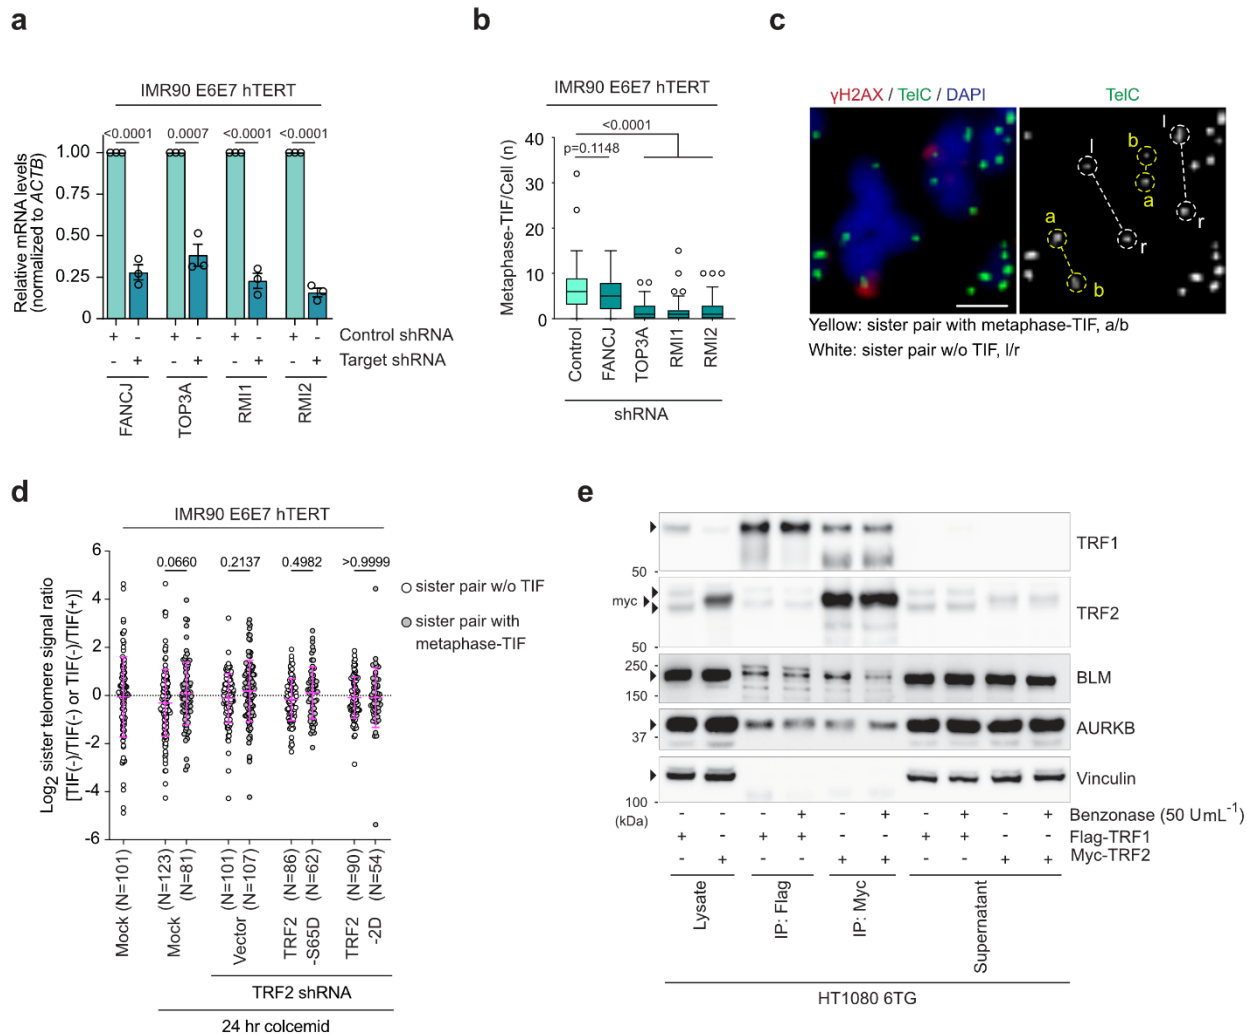 a
IMR90 E6E7 hTERT
<0.0001 0.0007 <0.0001 <0.0001
Relative mRNA levels
(normalized to ACTB)
1.00
0.75
0.50
0.25
0
+ - + - + - + - Control shRNA
- + - + - + - + Target shRNA
FANCJ
TOP3A
RMI1
RMI2
b
IMR90 E6E7 hTERT
<0.0001
p=0.1148
Metaphase-TIF/Cell (n)
40
30
20
10
0
Control
FANCJ
TOP3A
RMI1
RMI2
shRNA
c
γH2AX / TelC / DAPI
TelC
l
b
l
a
r
a
r
b
Yellow: sister pair with metaphase-TIF, a/b
White: sister pair w/o TIF, l/r
d
IMR90 E6E7 hTERT
0.0660 0.2137 0.4982 >0.9999
sister pair w/o TIF
sister pair with
metaphase-TIF
Log2 sister telomere signal ratio
[TIF(-)/TIF(-) or TIF(-)/TIF(+)]
6
4
2
0
-2
-4
-6
Mock (N=101)
Mock (N=123)
(N=81)
Vector (N=101)
(N=107)
TRF2 (N=86)
-S65D (N=62)
TRF2 (N=90)
-2D (N=54)
TRF2 shRNA
24 hr colcemid
e
TRF1
50
myc
TRF2
50
250
BLM
150
AURKB
37
Vinculin
100
(kDa)
- - - + - + - + - + Benzonase (50 UmL-1)
+ - + + - - + + - - Flag-TRF1
- + - - + + - - + + Myc-TRF2
Lysate
IP: Flag
IP: Myc
Supernatant
HT1080 6TG